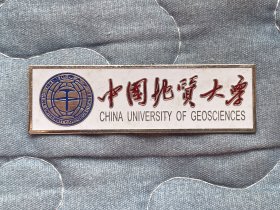 中国地质大学
CHINA UNIVERSITY OF GEOSCIENCES